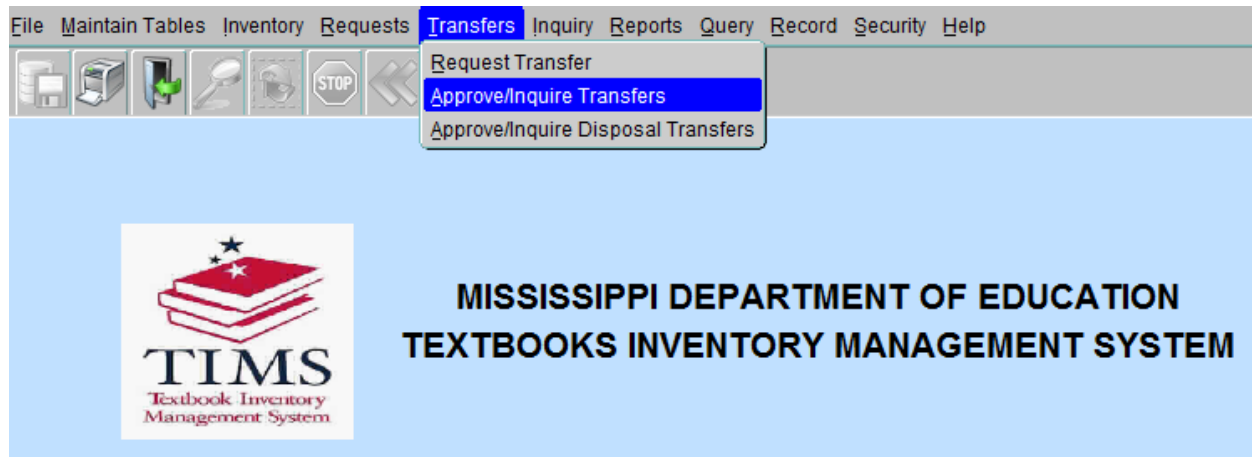 File Maintain Tables Inventory Requests Transfers Inquiry Reports Query Record Security Help
STOP
Request Transfer
Approve/Inquire Transfers
Approve/Inquire Disposal Transfers
MISSISSIPPI DEPARTMENT OF EDUCATION
TEXTBOOKS INVENTORY MANAGEMENT SYSTEM
TIMS
Textbook Inventory
Management System